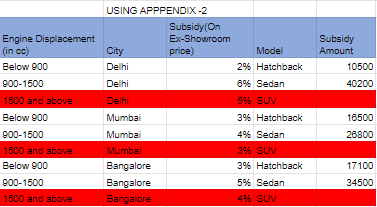 USING APPPENDIX -2
Engine Displacement (in cc) City Subsidy(On Ex-Showroom price) Model Subsidy Amount
Below 900 Delhi 2% Hatchback 10500
900-1500 Delhi 6% Sedan 40200
1500 and above Delhi 5% SUV
Below 900 Mumbai 3% Hatchback 16500
900-1500 Mumbai 4% Sedan 26800
1500 and above Mumbai 3% SUV
Below 900 Bangalore 3% Hatchback 17100
900-1500 Bangalore 5% Sedan 34500
1500 and above Bangalore 4% SUV